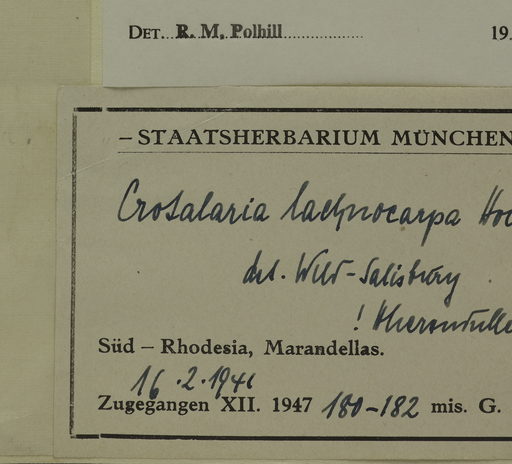 DET... R. M. Polhill.................... 19.
– STAATSHERBARIUM MÜNCHEN
Crotalaria lachnocarpa Hoc
det. Wild-Salisbury.
!
Süd – Rhodesia, Marandellas.
16.2.1941
Zugegangen XII. 1947 180–182 mis. G.